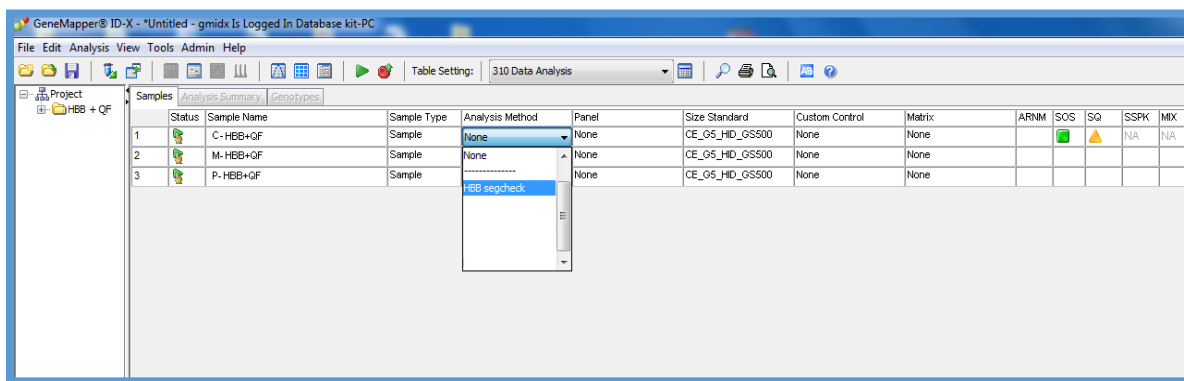 GeneMapper® ID-X - *Untitled - gmidx Is Logged In Database kit-PC
File Edit Analysis View Tools Admin Help
Table Setting: 310 Data Analysis
Project
HBB + QF
Samples Analysis Summary Genotypes
Status Sample Name Sample Type Analysis Method Panel Size Standard Custom Control Matrix ARNM SOS SQ SSPK MIX
1 C-HBB+QF Sample None None CE_G5_HID_GS500 None None NA NA
2 M-HBB+QF Sample None None CE_G5_HID_GS500 None None
--------------
3 P-HBB+QF Sample None CE_G5_HID_GS500 None None
HBB segcheck